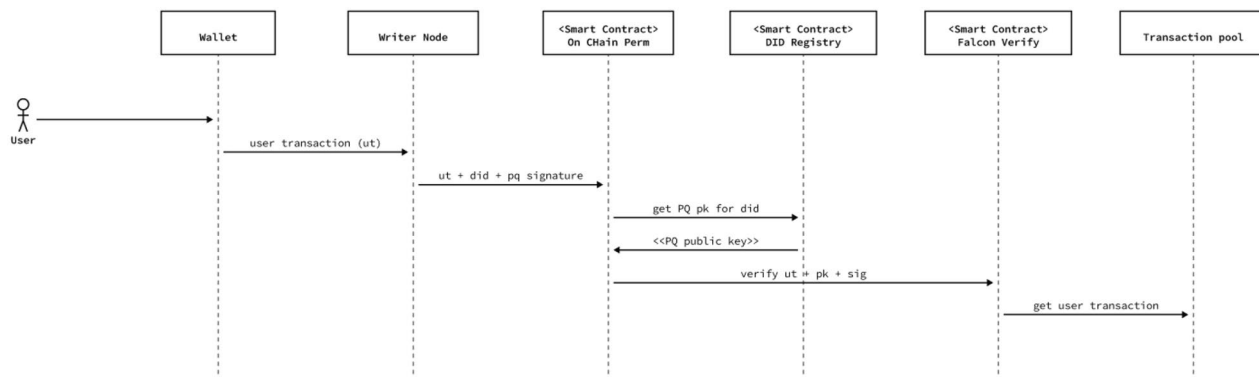 Wallet
Writer Node
<Smart Contract>
On CHain Perm
<Smart Contract>
DID Registry
<Smart Contract>
Falcon Verify
Transaction pool
User
user transaction (ut)
ut + did + pq signature
get PQ pk for did
<<PQ public key>>
verify ut + pk + sig
get user transaction